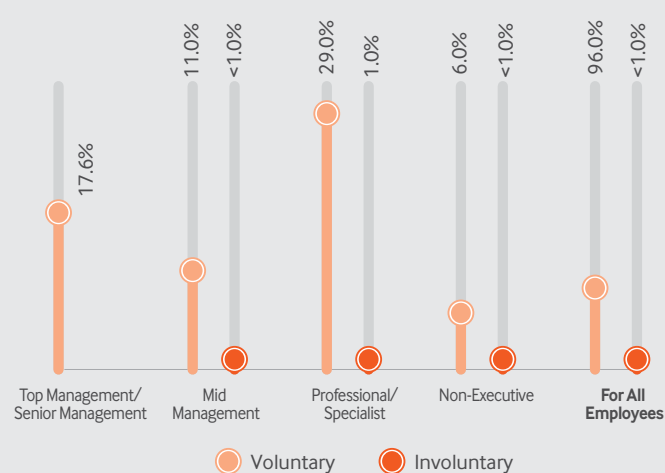 11.0%
<1.0%
29.0%
1.0%
6.0%
<1.0%
96.0%
<1.0%
17.6%
Top Management/
Senior Management
Mid
Management
Professional/
Specialist
Non-Executive
For All
Employees
Voluntary
Involuntary